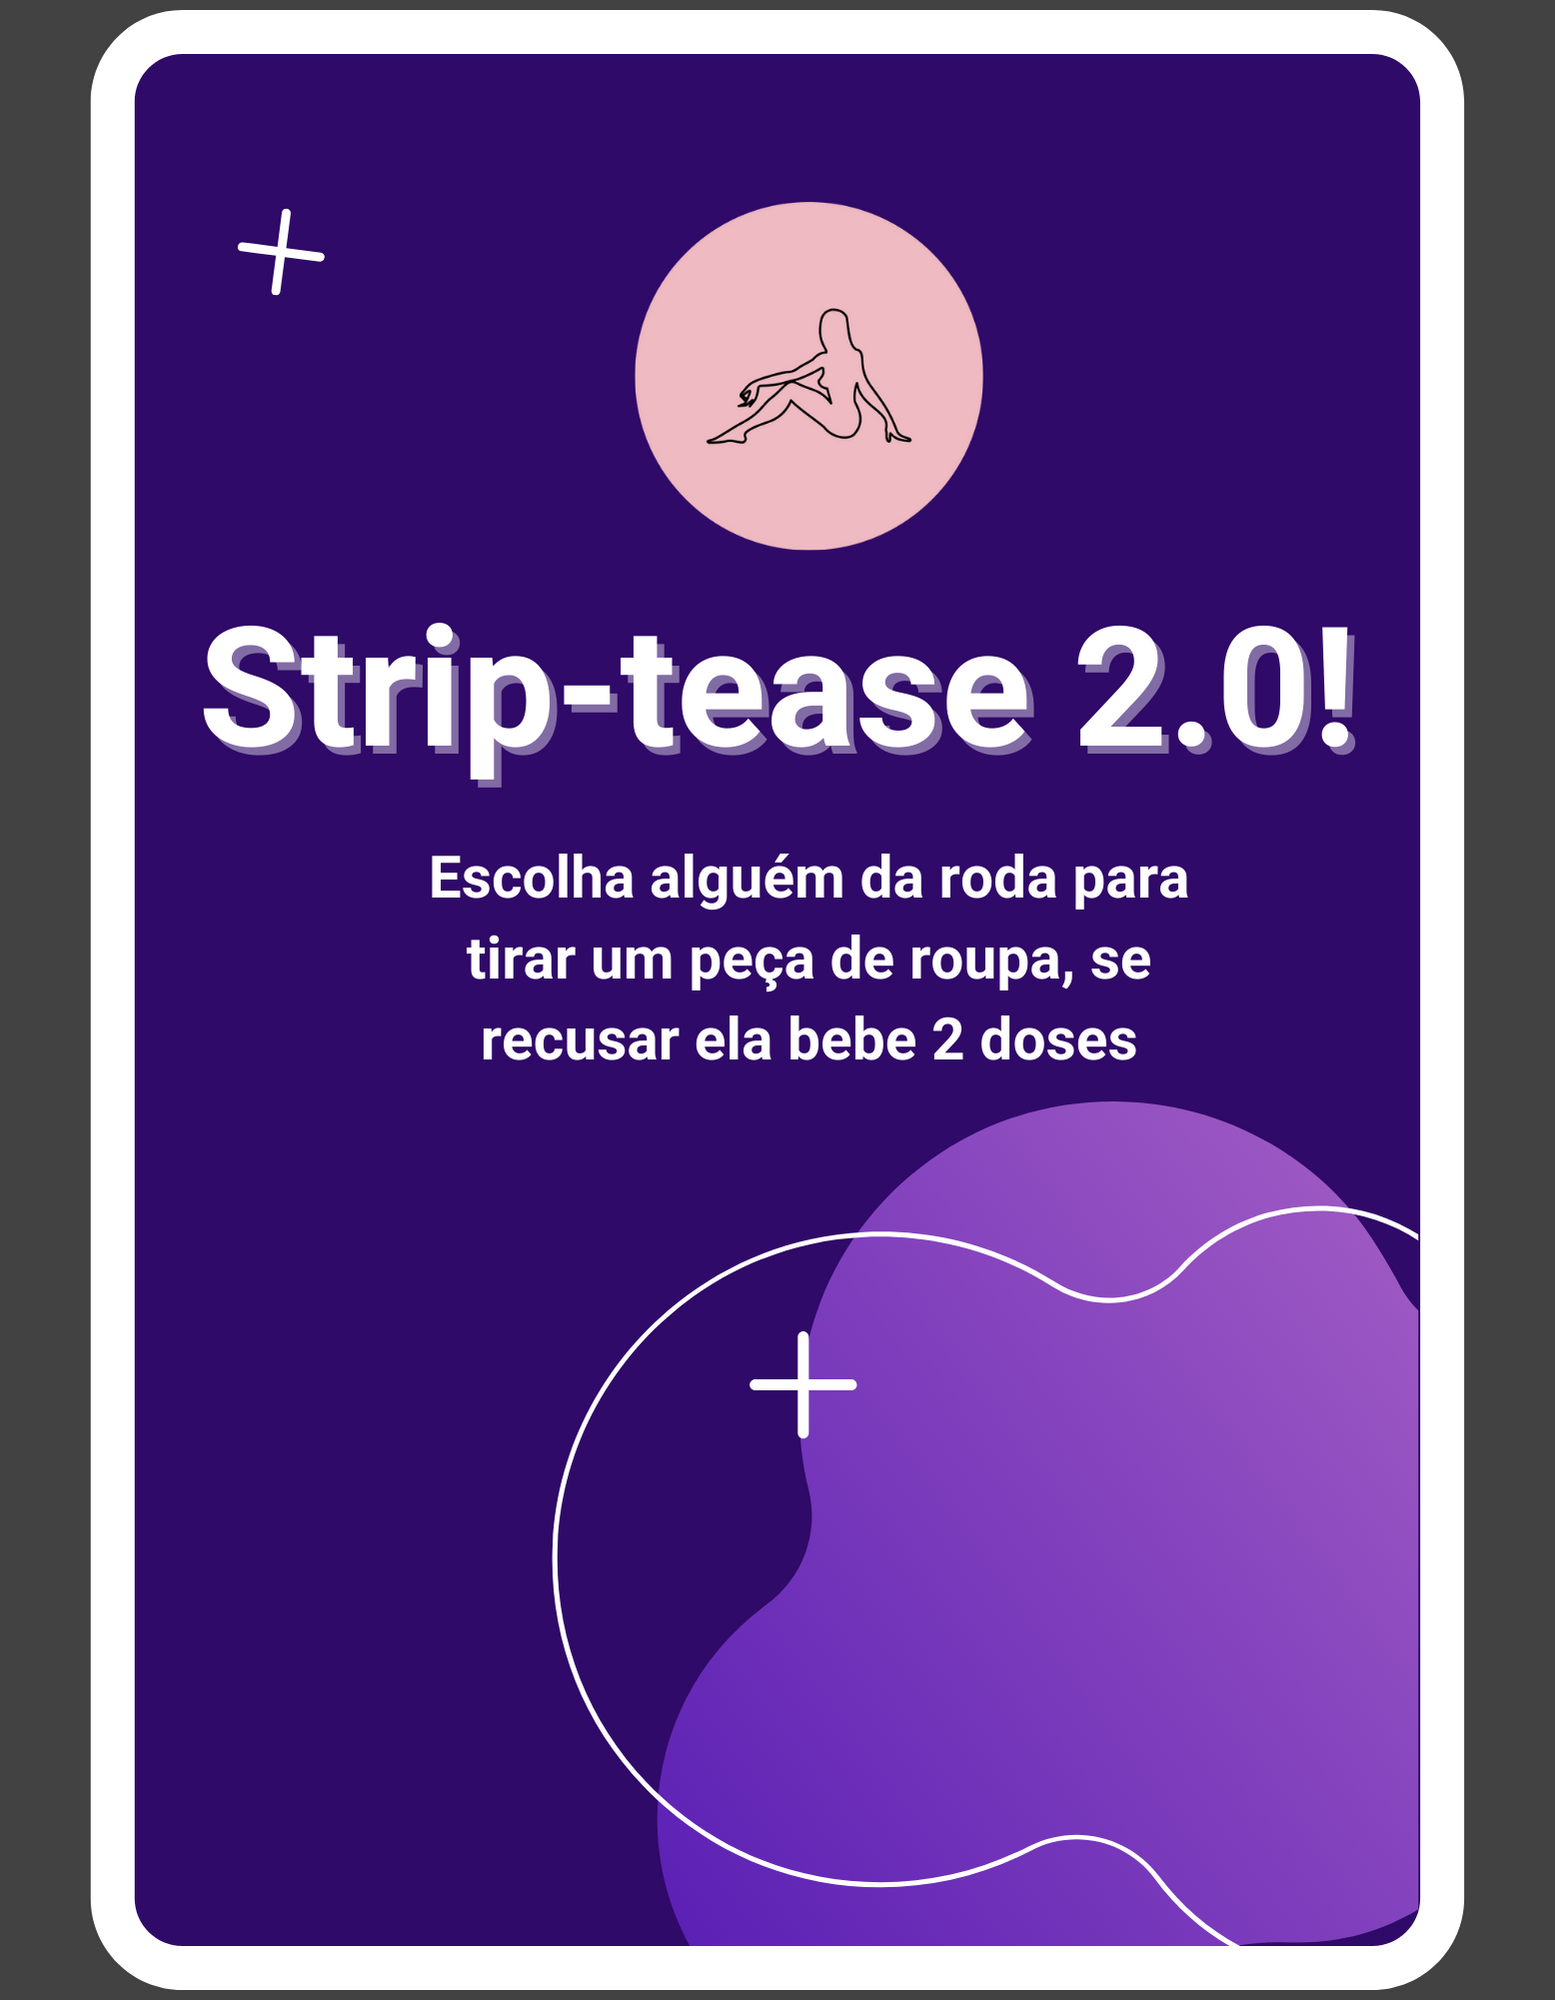 Strip-tease 2.0!
Escolha alguém da roda para
tirar um peça de roupa, se
recusar ela bebe 2 doses